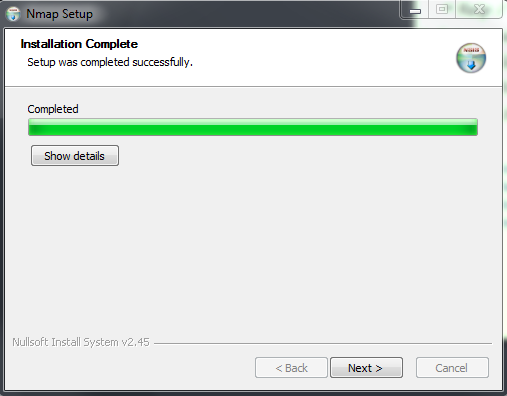 Nmap Setup
Installation Complete
Setup was completed successfully.
Completed
Show details
Nullsoft Install System v2.45
< Back
Next >
Cancel